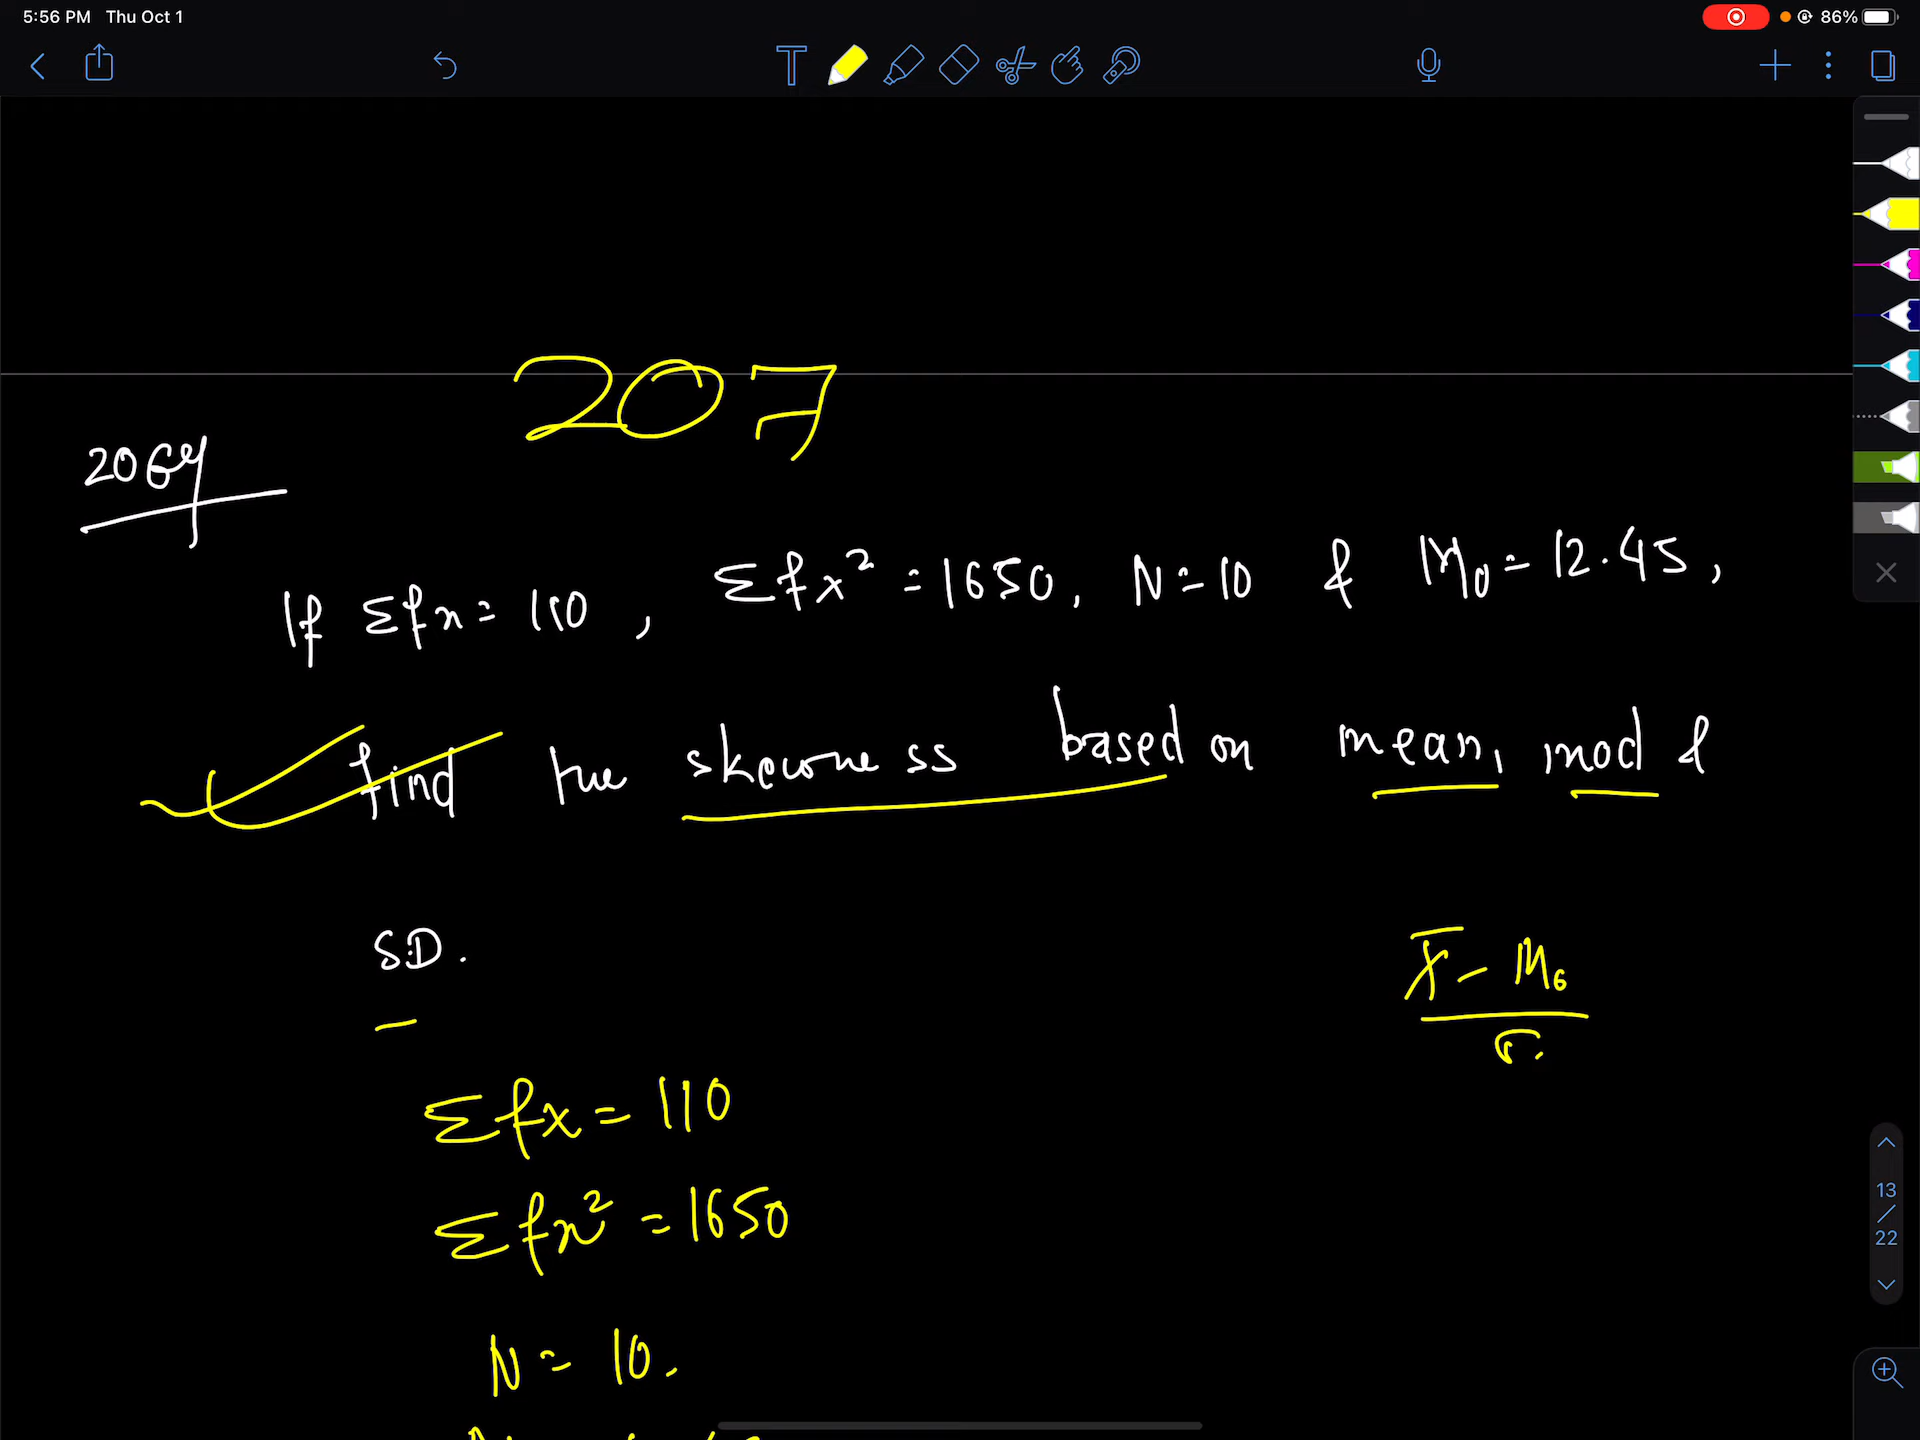 5:56 PM Thu Oct 1
86%
207
2064
If Σfx = 110, Σfx² = 1650, N = 10 & M₀ = 12.45,
find the skewness based on mean, mod &
SD.
X̄ - M₀
σ
Σfx = 110
Σfx² = 1650
N = 10.
13
/
22